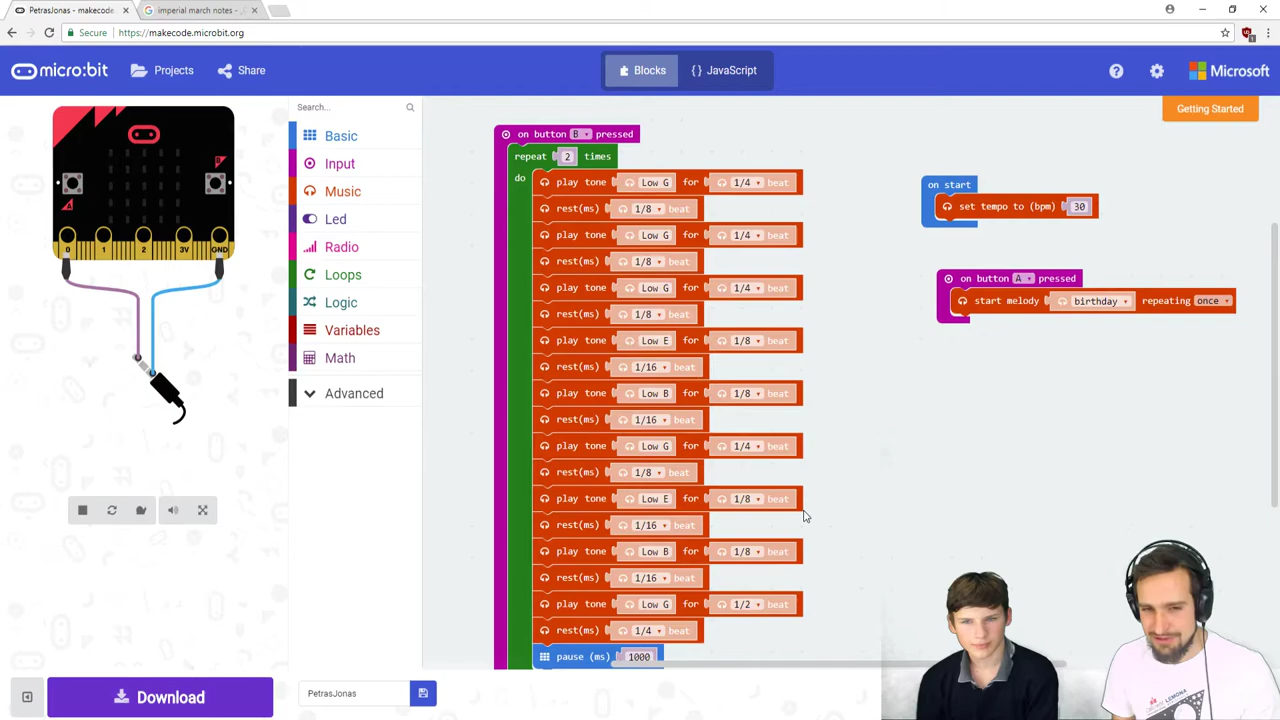 PetrasJonas - makecode
imperial march notes -
Secure
https://makecode.microbit.org
micro:bit
Projects
Share
Blocks
{} JavaScript
Microsoft
Getting Started
Search...
Basic
Input
Music
Led
Radio
Loops
Logic
Variables
Math
Advanced
A
B
0 1 2 3V GND
on button B pressed
repeat 2 times
do
play tone Low G for 1/4 beat
rest(ms) 1/8 beat
play tone Low G for 1/4 beat
rest(ms) 1/8 beat
play tone Low G for 1/4 beat
rest(ms) 1/8 beat
play tone Low E for 1/8 beat
rest(ms) 1/16 beat
play tone Low B for 1/8 beat
rest(ms) 1/16 beat
play tone Low G for 1/4 beat
rest(ms) 1/8 beat
play tone Low E for 1/8 beat
rest(ms) 1/16 beat
play tone Low B for 1/8 beat
rest(ms) 1/16 beat
play tone Low G for 1/2 beat
rest(ms) 1/4 beat
pause (ms) 1000
on start
set tempo to (bpm) 30
on button A pressed
start melody birthday repeating once
Download
PetrasJonas
LEMONA